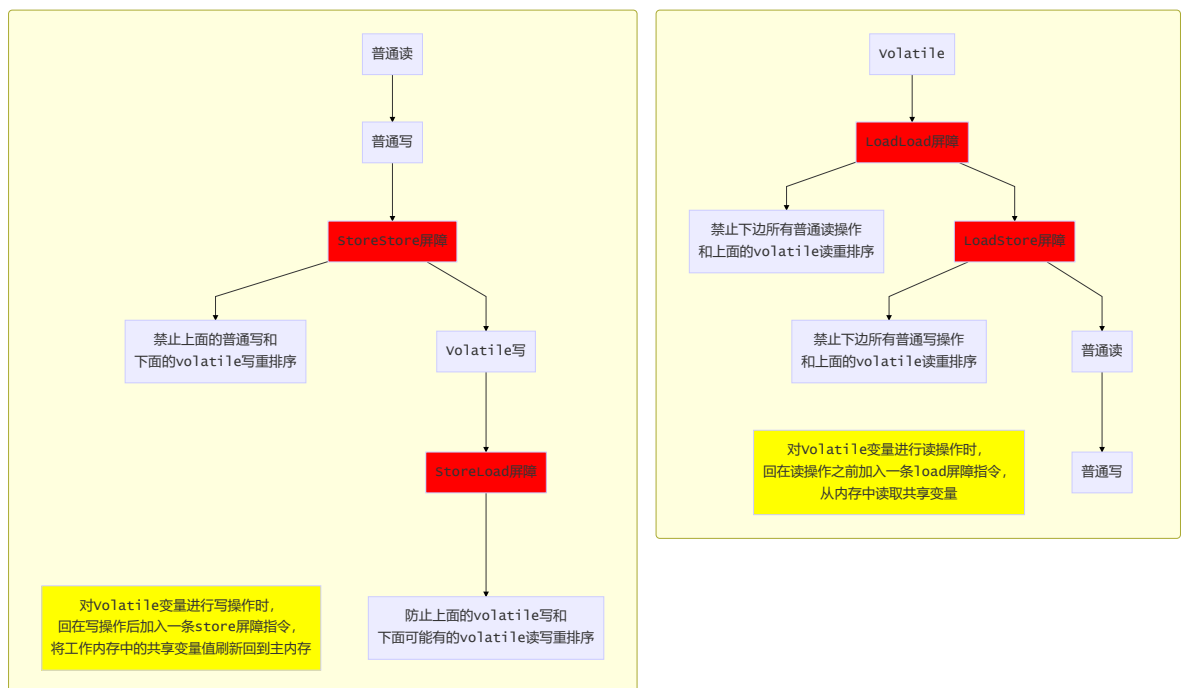 普通读
普通写
StoreStore屏障
禁止上面的普通写和
下面的volatile写重排序
Volatile写
StoreLoad屏障
对Volatile变量进行写操作时,
回在写操作后加入一条store屏障指令,
将工作内存中的共享变量值刷新回到主内存
防止上面的volatile写和
下面可能有的volatile读写重排序
Volatile
LoadLoad屏障
禁止下边所有普通读操作
和上面的volatile读重排序
LoadStore屏障
禁止下边所有普通写操作
和上面的volatile读重排序
普通读
对Volatile变量进行读操作时,
回在读操作之前加入一条load屏障指令,
从内存中读取共享变量
普通写